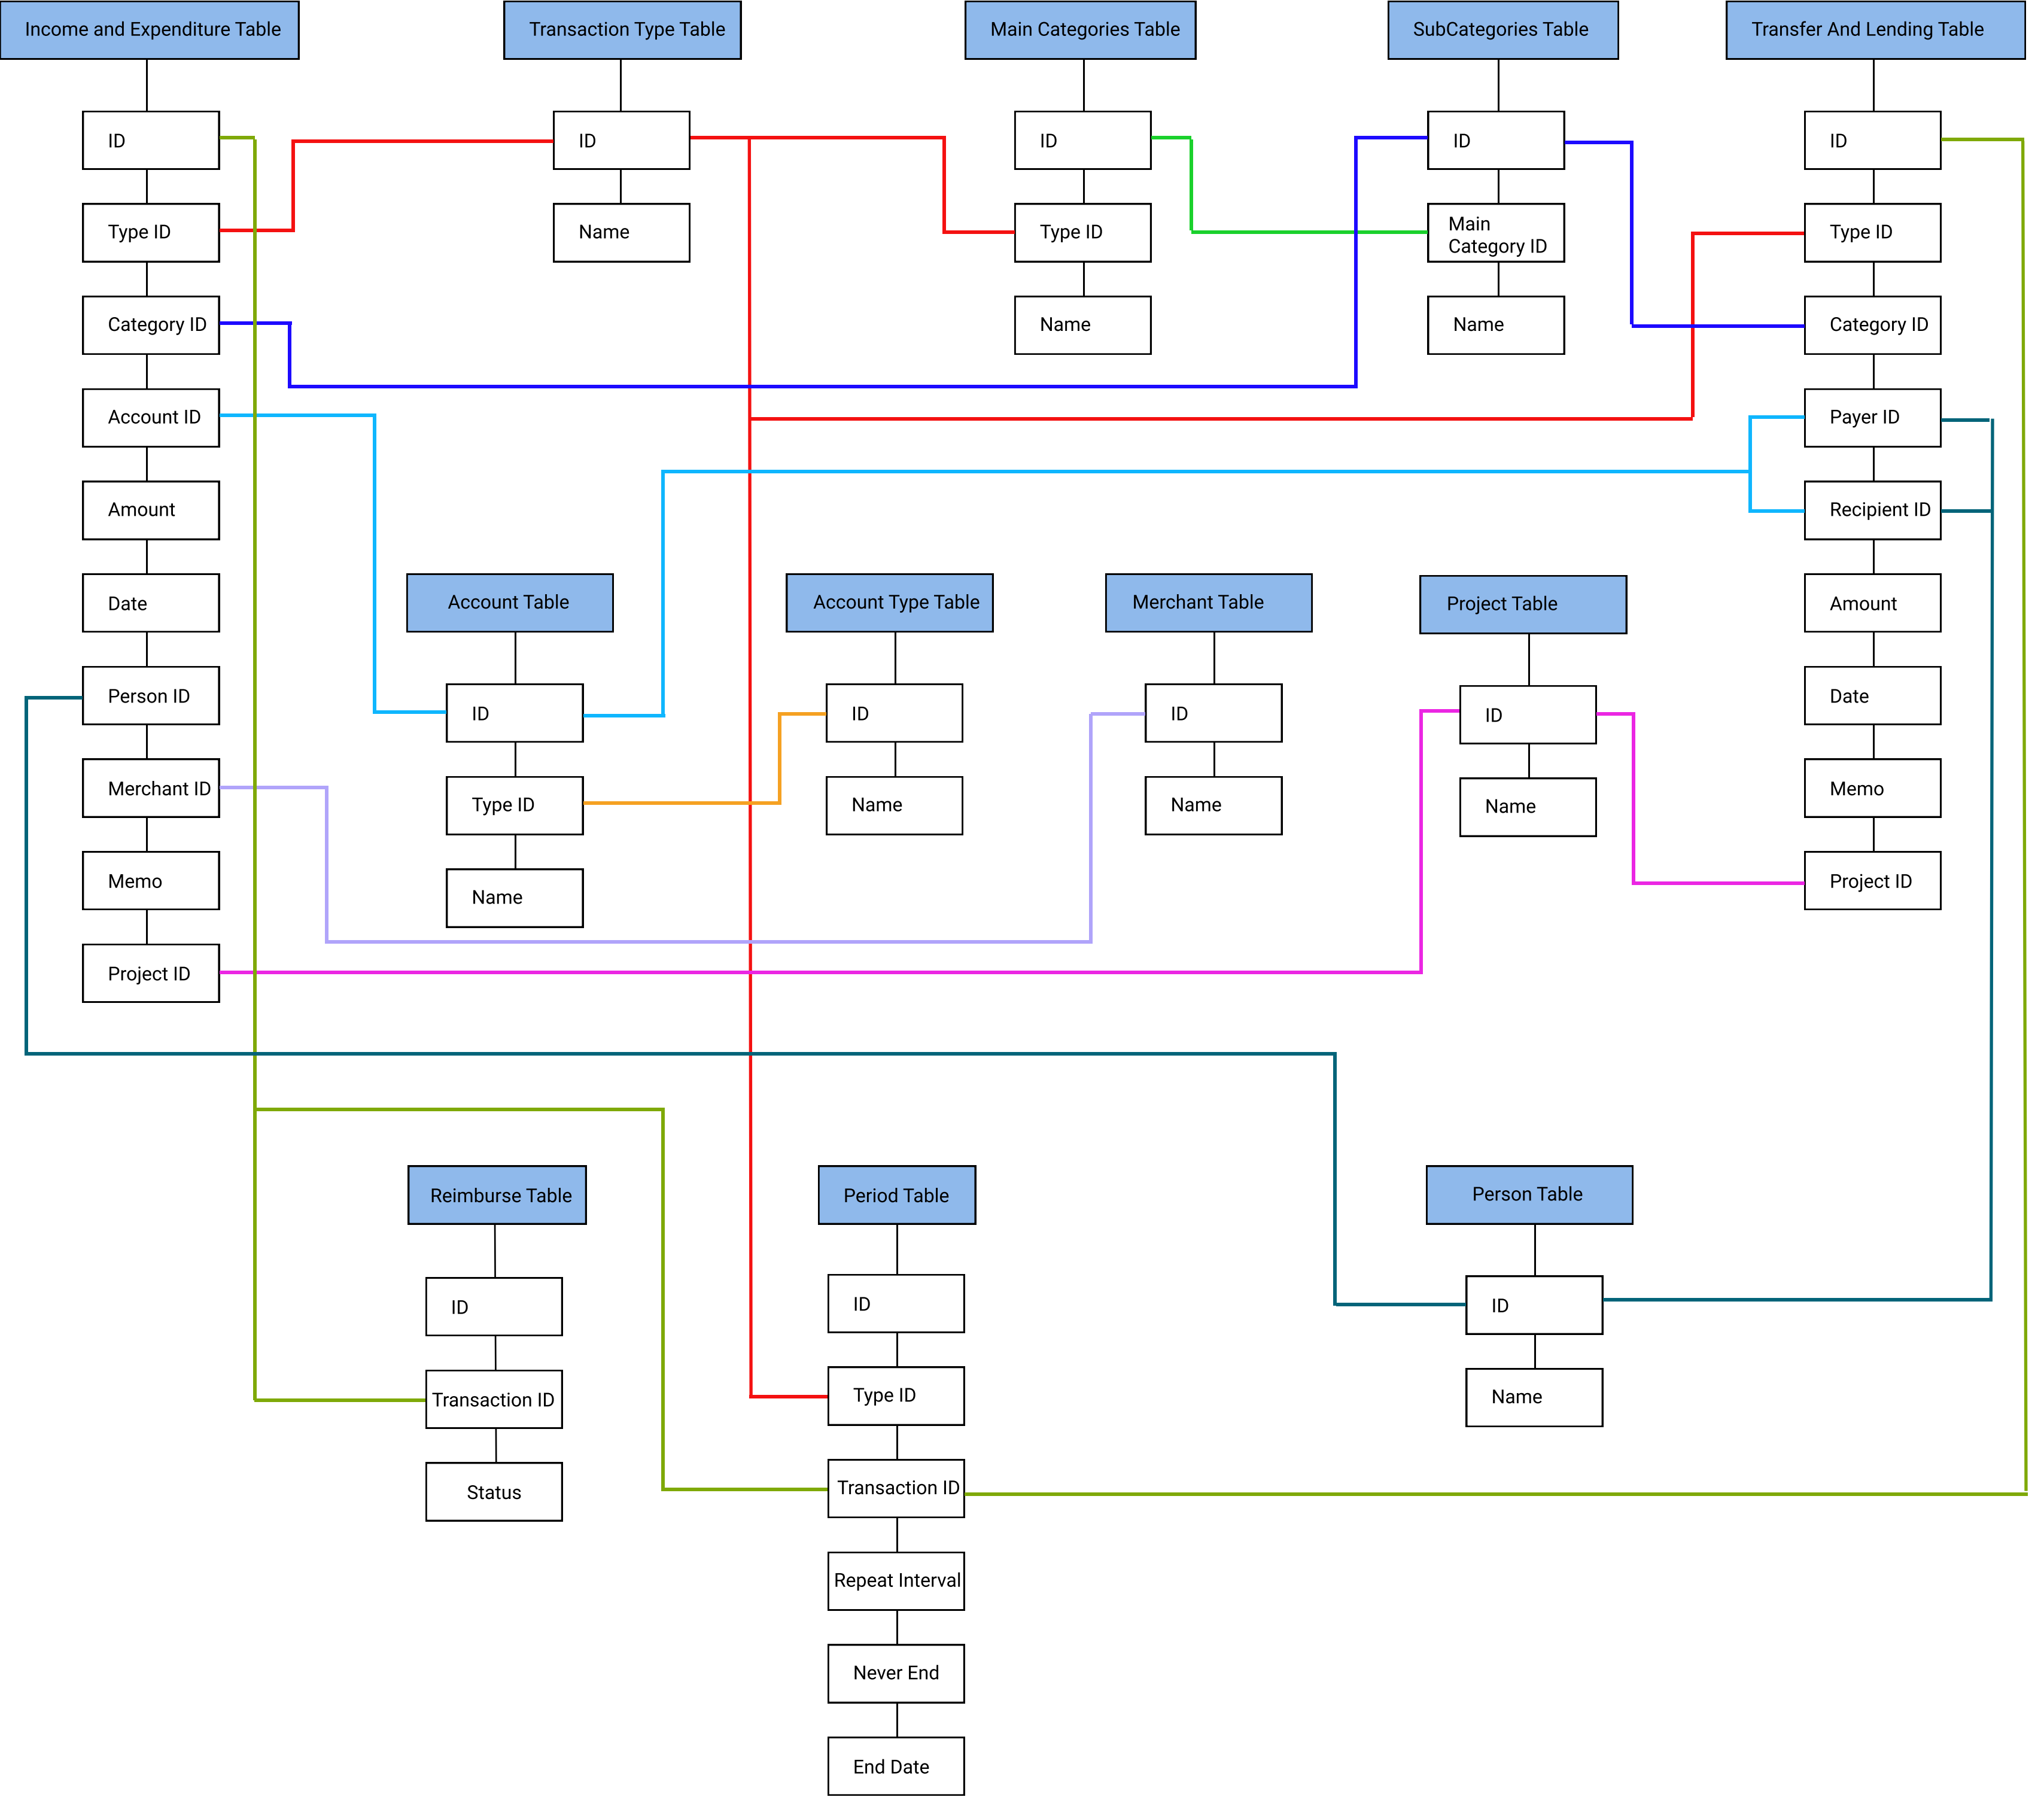 Income and Expenditure Table
ID
Type ID
Category ID
Account ID
Amount
Date
Person ID
Merchant ID
Memo
Project ID
Transaction Type Table
ID
Name
Main Categories Table
ID
Type ID
Name
SubCategories Table
ID
Main
Category ID
Name
Transfer And Lending Table
ID
Type ID
Category ID
Payer ID
Recipient ID
Amount
Date
Memo
Project ID
Account Table
ID
Type ID
Name
Account Type Table
ID
Name
Merchant Table
ID
Name
Project Table
ID
Name
Reimburse Table
ID
Transaction ID
Status
Period Table
ID
Type ID
Transaction ID
Repeat Interval
Never End
End Date
Person Table
ID
Name